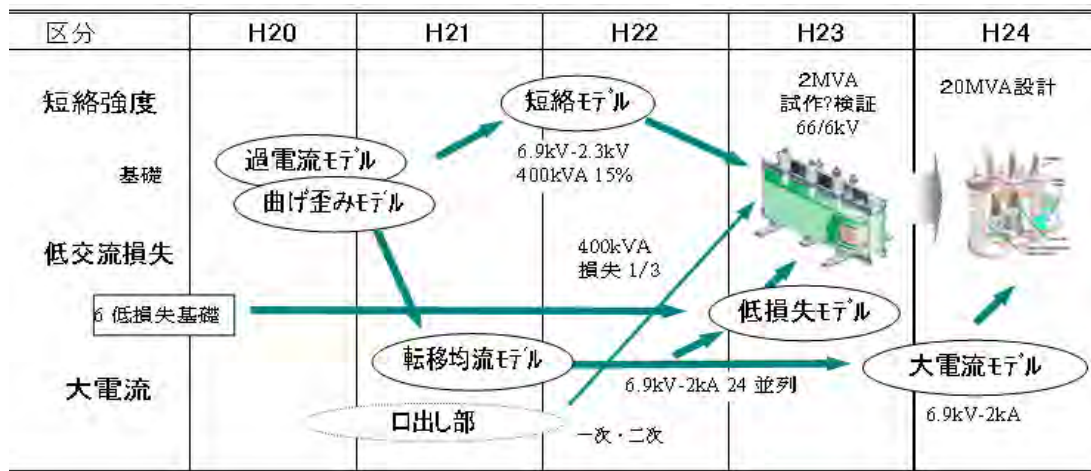 区分
H20
H21
H22
H23
H24
短絡強度
短絡モデル
2MVA
試作?検証
66/6kV
20MVA設計
基礎
過電流モデル
曲げ歪みモデル
6.9kV-2.3kV
400kVA 15%
低交流損失
400kVA
損失 1/3
6 低損失基礎
低損失モデル
転移均流モデル
大電流モデル
大電流
6.9kV-2kA 24 並列
口出し部
一次・二次
6.9kV-2kA